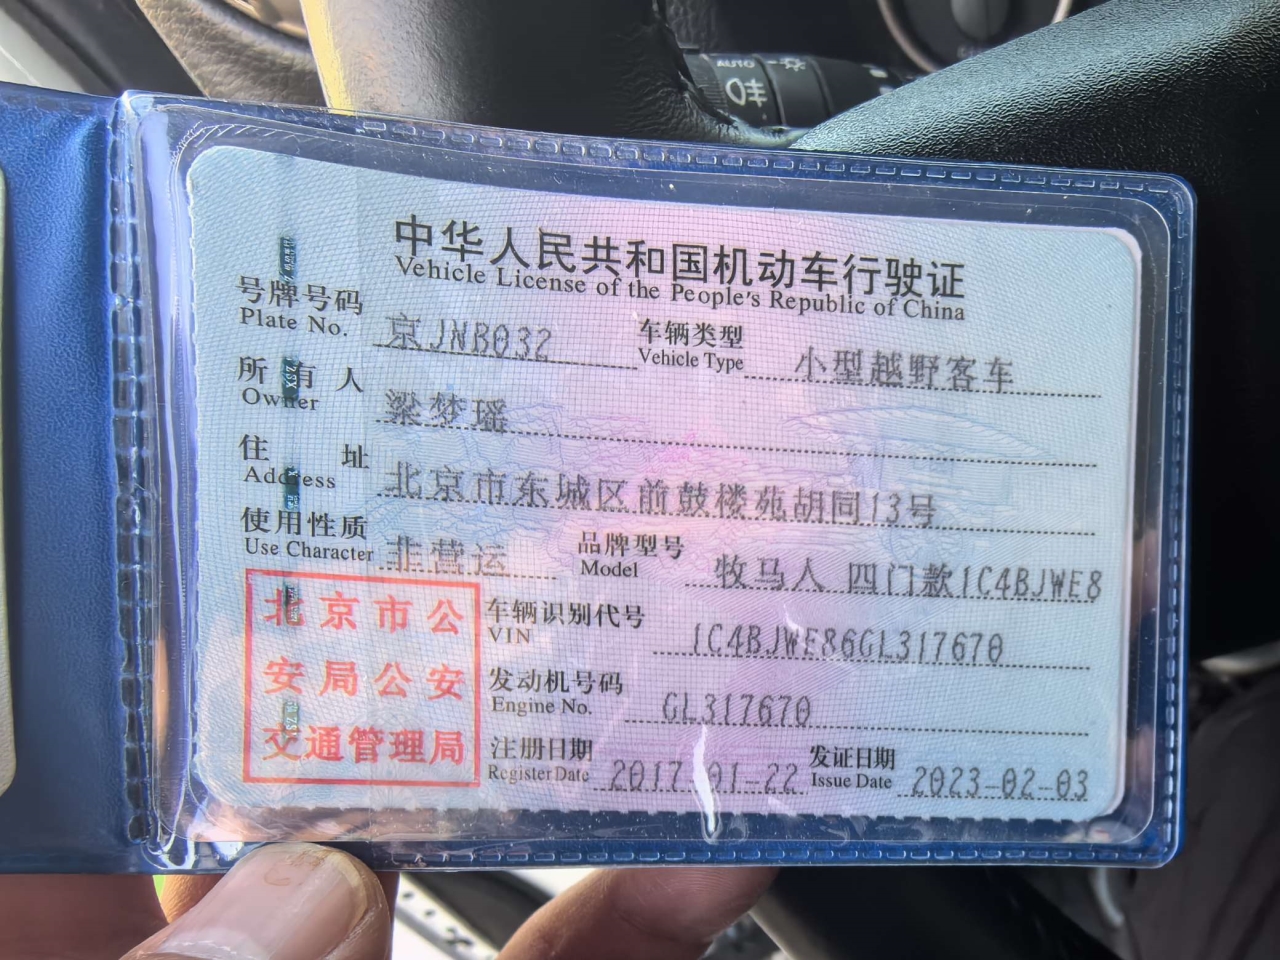 AUTO
中华人民共和国机动车行驶证
Vehicle License of the People's Republic of China
号牌号码 京JNB032 车辆类型 小型越野客车
Plate No. Vehicle Type
所有人 梁梦瑶
Owner
住址 北京市东城区前鼓楼苑胡同13号
Address
使用性质 非营运 品牌型号 牧马人 四门款1C4BJWE8
Use Character Model
北京市公
安局公安
交通管理局
车辆识别代号 1C4BJWE86GL317670
VIN
发动机号码 GL317670
Engine No.
注册日期 2017-01-22 发证日期 2023-02-03
Register Date Issue Date